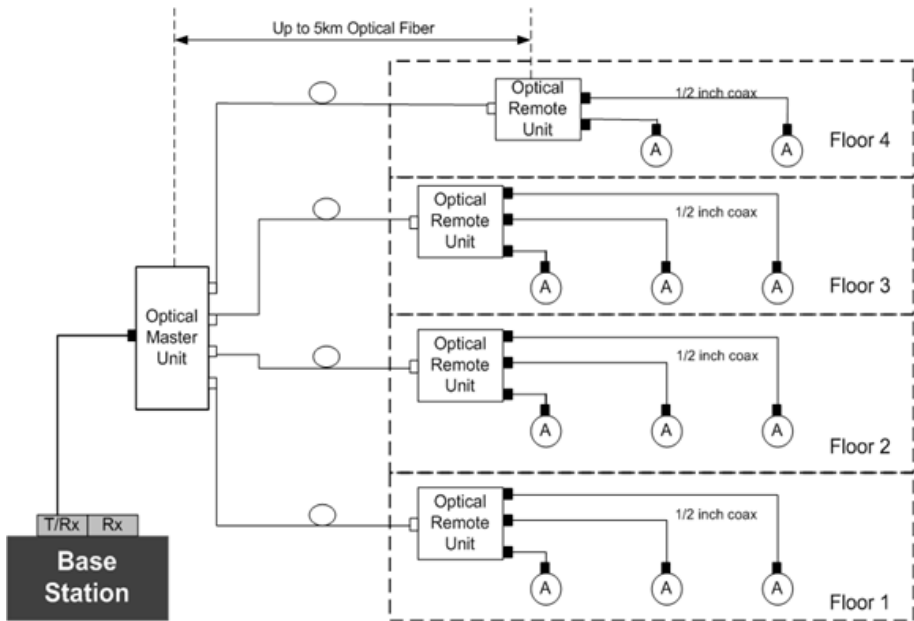 Up to 5km Optical Fiber
Optical
Remote
Unit
1/2 inch coax
A
A
Floor 4
Optical
Remote
Unit
1/2 inch coax
A
A
A
Floor 3
Optical
Master
Unit
Optical
Remote
Unit
1/2 inch coax
A
A
A
Floor 2
Optical
Remote
Unit
1/2 inch coax
A
A
A
Floor 1
T/Rx Rx
Base
Station